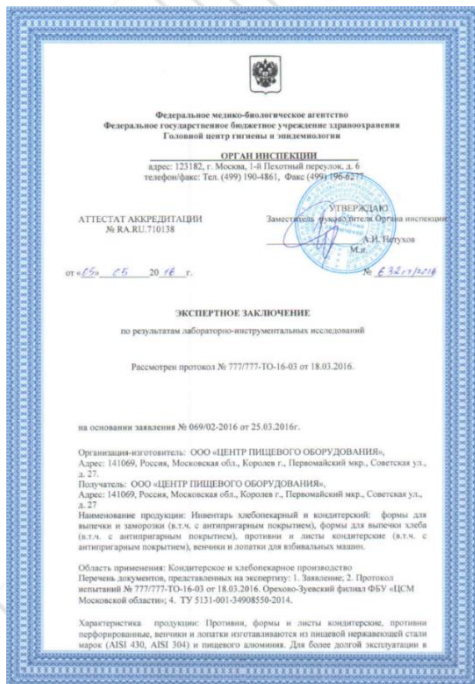 Федеральное медико-биологическое агентство
Федеральное государственное бюджетное учреждение здравоохранения
Головной центр гигиены и эпидемиологии
ОРГАН ИНСПЕКЦИИ
адрес: 123182, г. Москва, 1-й Пехотный переулок, д. 6
телефон/факс: Тел. (499) 190-4861, Факс (499) 196-6277
УТВЕРЖДАЮ
АТТЕСТАТ АККРЕДИТАЦИИ Заместитель руководителя Органа инспекции
№ RA.RU.710138
А.И.
М.п.
от « 05 20 16 г. №
ЭКСПЕРТНОЕ ЗАКЛЮЧЕНИЕ
по результатам лабораторно-инструментальных исследований
Рассмотрен протокол № 777/777-ТО-16-03 от 18.03.2016.
на основании заявления № 069/02-2016 от 25.03.2016г.
Организация-изготовитель: ООО «ЦЕНТР ПИЩЕВОГО ОБОРУДОВАНИЯ»,
Адрес: 141069, Россия, Московская обл., Королев г., Первомайский мкр., Советская ул.,
д. 27.
Получатель: ООО «ЦЕНТР ПИЩЕВОГО ОБОРУДОВАНИЯ»,
Адрес: 141069, Россия, Московская обл., Королев г., Первомайский мкр., Советская ул.,
д. 27
Наименование продукции: Инвентарь хлебопекарный и кондитерский: формы для
выпечки и заморозки (в.т.ч. с антипригарным покрытием), формы для выпечки хлеба
(в.т.ч. с антипригарным покрытием), противни и листы кондитерские (в.т.ч. с
антипригарным покрытием), венчики и лопатки для взбивальных машин.
Область применения: Кондитерское и хлебопекарное производство
Перечень документов, представленных на экспертизу: 1. Заявление; 2. Протокол
испытаний № 777/777-ТО-16-03 от 18.03.2016. Орехово-Зуевский филиал ФБУ «ЦСМ
Московской области»; 4. ТУ 5131-001-34908550-2014.
Характеристика продукции: Противни, формы и листы кондитерские, противни
перфорированные, венчики и лопатки изготавливаются из пищевой нержавеющей стали
марок (AISI 430, AISI 304) и пищевого алюминия. Для более долгой эксплуатации в